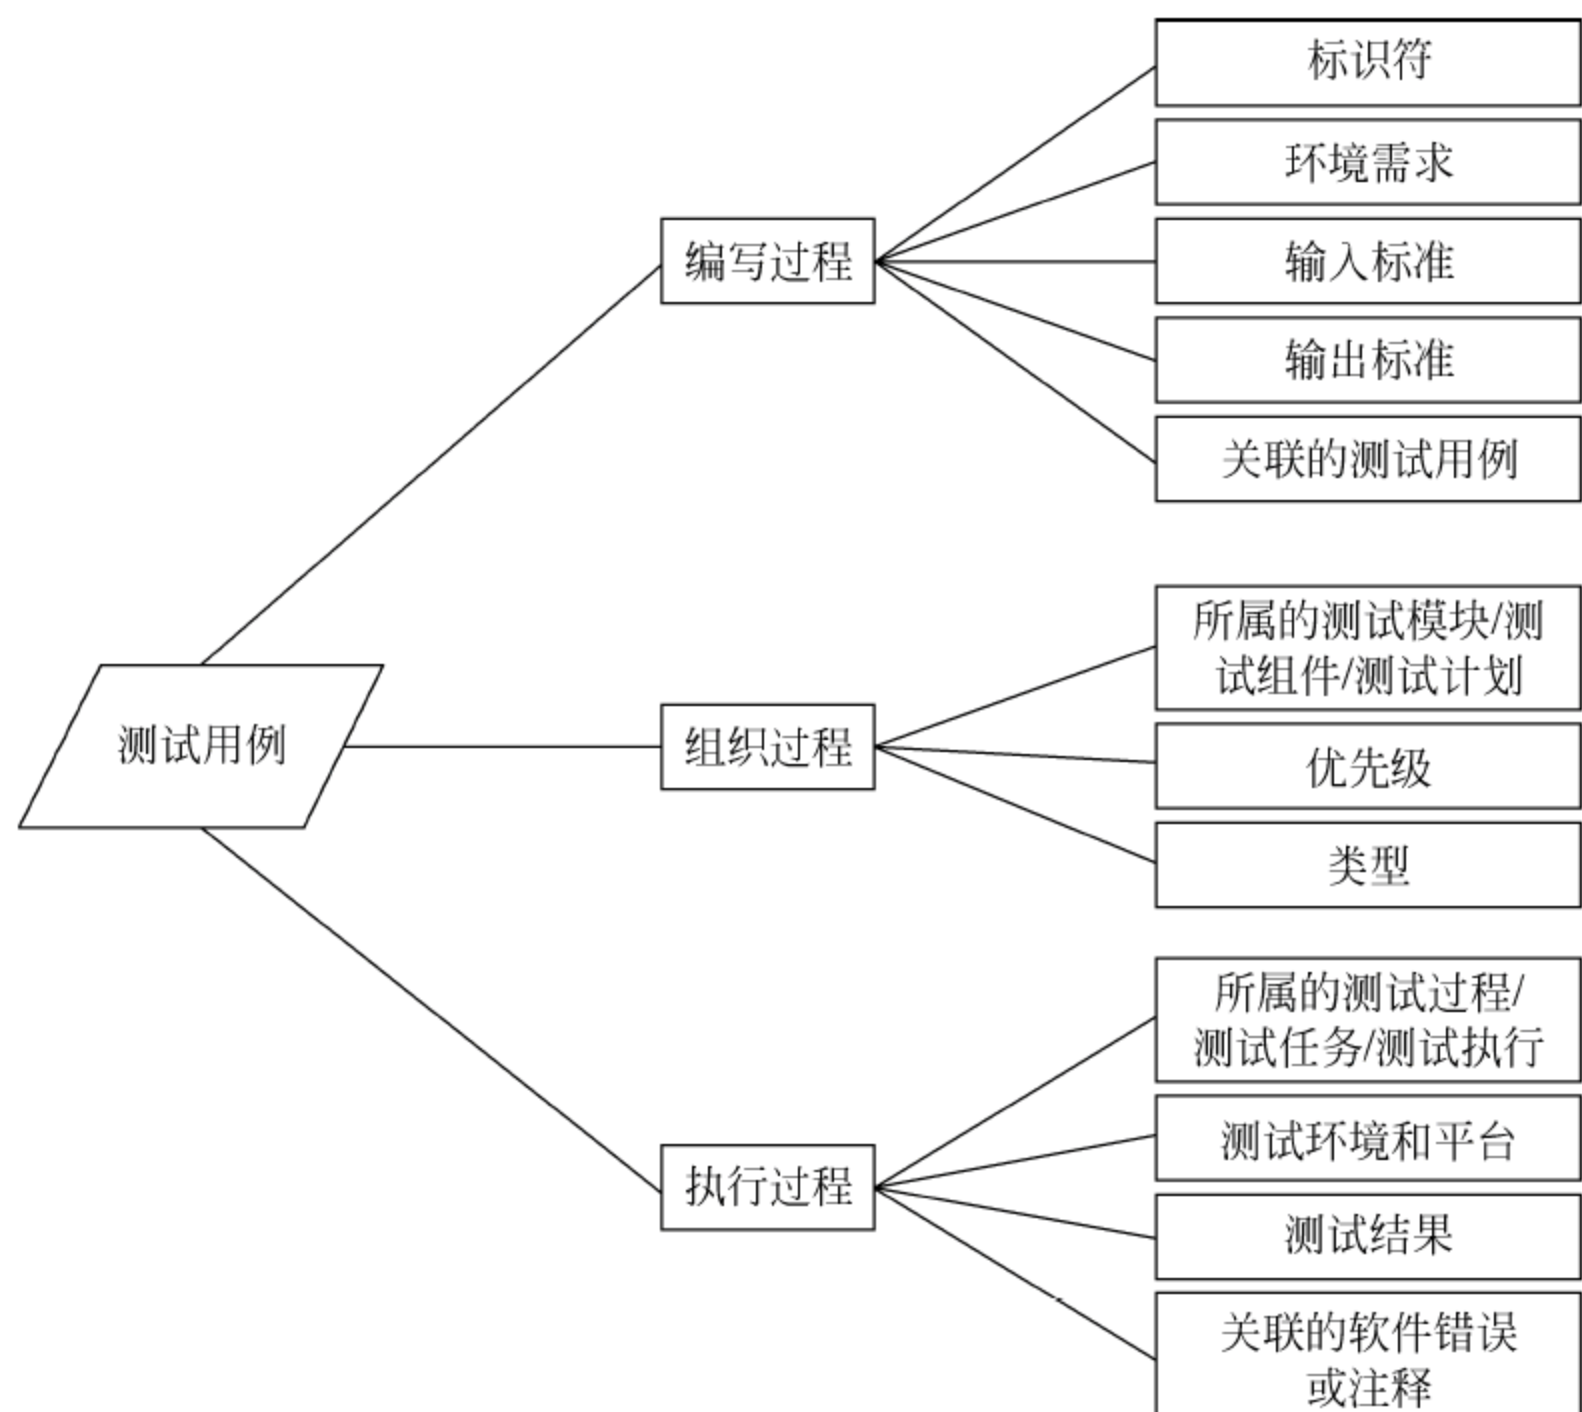 标识符
环境需求
编写过程
输入标准
输出标准
关联的测试用例
所属的测试模块/测
试组件/测试计划
测试用例
组织过程
优先级
类型
所属的测试过程/
测试任务/测试执行
测试环境和平台
执行过程
测试结果
关联的软件错误
或注释